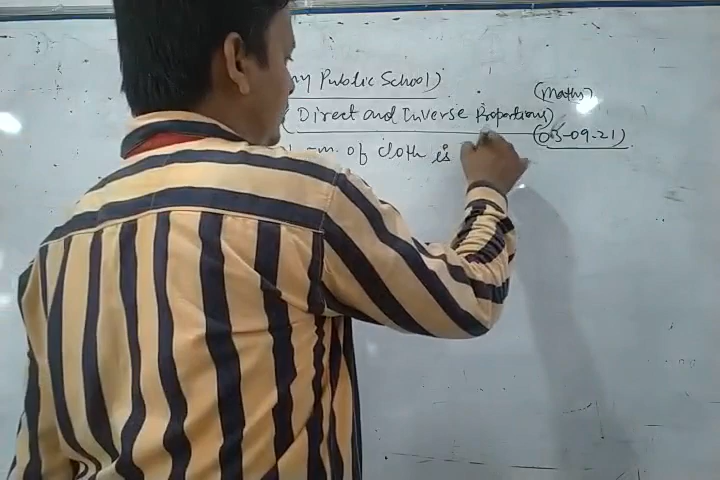 Public School)
(Maths)
Direct and Inverse Proportions)
(03-09-21)
m. of cloth is